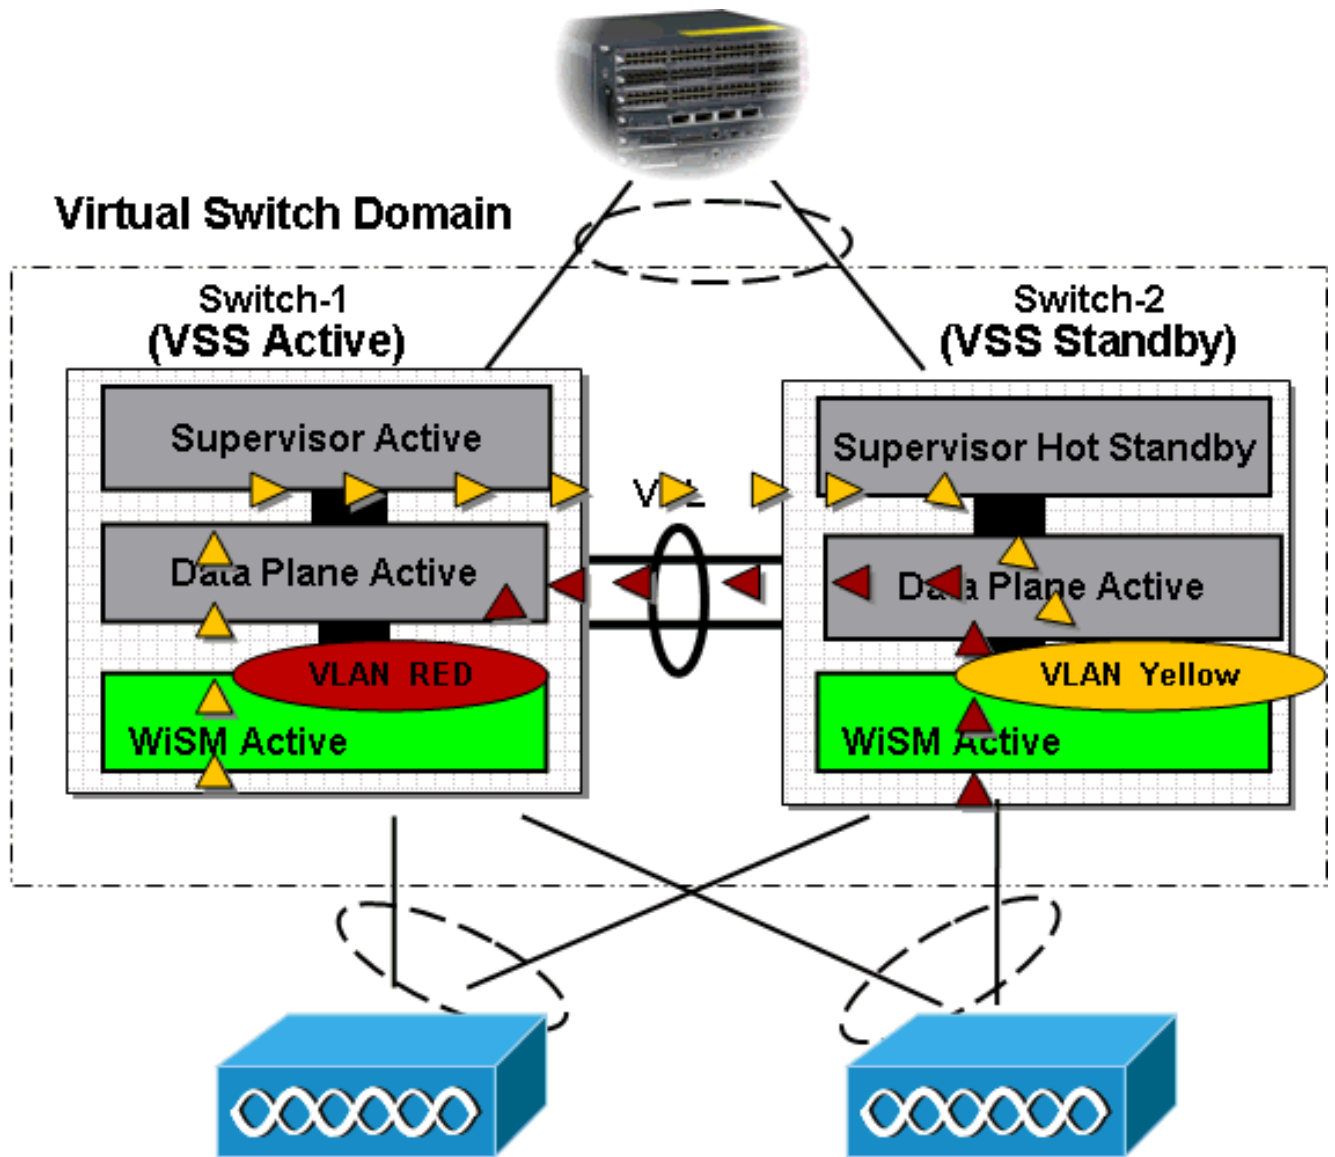 Virtual Switch Domain
Switch-1
(VSS Active)
Switch-2
(VSS Standby)
Supervisor Active
Supervisor Hot Standby
Data Plane Active
Data Plane Active
VLAN RED
VLAN Yellow
WiSM Active
WiSM Active